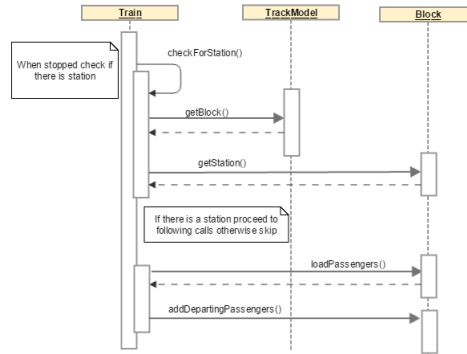 Train
TrackModel
Block
When stopped check if
there is station
checkForStation()
getBlock()
getStation()
If there is a station proceed to
following calls otherwise skip
loadPassengers()
addDepartingPassengers()